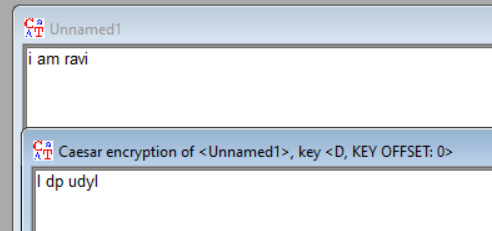 Unnamed1
i am ravi
Caesar encryption of <Unnamed1>, key <D, KEY OFFSET: 0>
l dp udyl